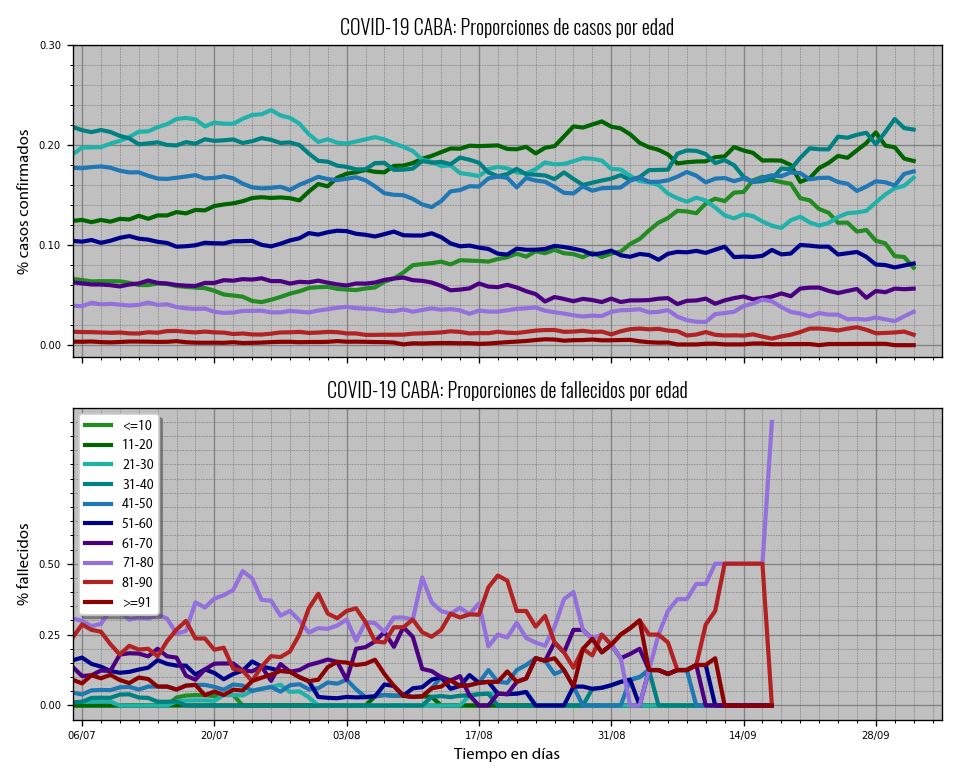 COVID-19 CABA: Proporciones de casos por edad
% casos confirmados
0.30
0.20
0.10
0.00
COVID-19 CABA: Proporciones de fallecidos por edad
% fallecidos
0.50
0.25
0.00
<=10
11-20
21-30
31-40
41-50
51-60
61-70
71-80
81-90
>=91
06/07 20/07 03/08 17/08 31/08 14/09 28/09
Tiempo en días